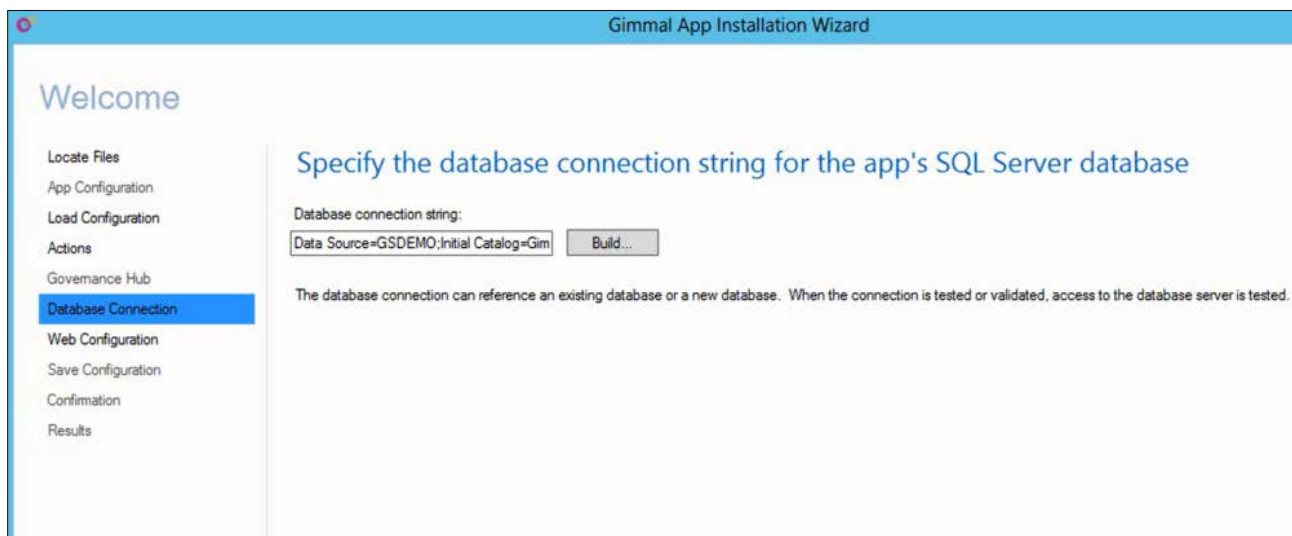 Gimmal App Installation Wizard
Welcome
Locate Files
App Configuration
Load Configuration
Actions
Governance Hub
Database Connection
Web Configuration
Save Configuration
Confirmation
Results
Specify the database connection string for the app's SQL Server database
Database connection string:
Data Source=GSDEMO;Initial Catalog=Gim
Build...
The database connection can reference an existing database or a new database. When the connection is tested or validated, access to the database server is tested.